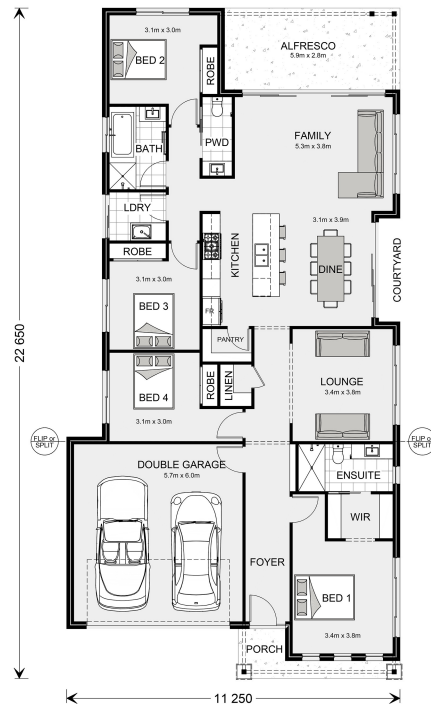 3.1m x 3.0m
BED 2
ROBE
ALFRESCO
5.9m x 2.8m
BATH
PWD
FAMILY
5.3m x 3.8m
LDRY
ROBE
3.1m x 3.0m
BED 3
KITCHEN
FR
PANTRY
3.1m x 3.9m
DINE
COURTYARD
22 650
BED 4
3.1m x 3.0m
ROBE
LINEN
LOUNGE
3.4m x 3.8m
FLIP or
SPLIT
FLIP or
SPLIT
DOUBLE GARAGE
5.7m x 6.0m
ENSUITE
WIR
FOYER
BED 1
3.4m x 3.8m
PORCH
11 250